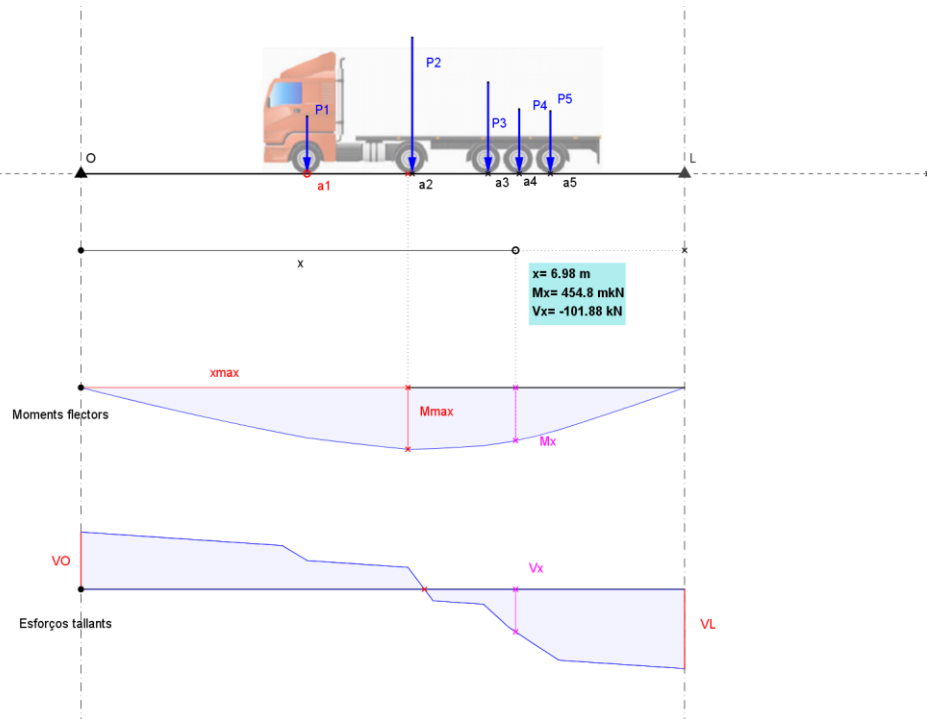 P2
P1
P4
P5
P3
O
L
a1
a2
a3
a4
a5
x
x= 6.98 m
Mx= 454.8 mkN
Vx= -101.88 kN
xmax
Moments flectors
Mmax
Mx
VO
Vx
Esforços tallants
VL